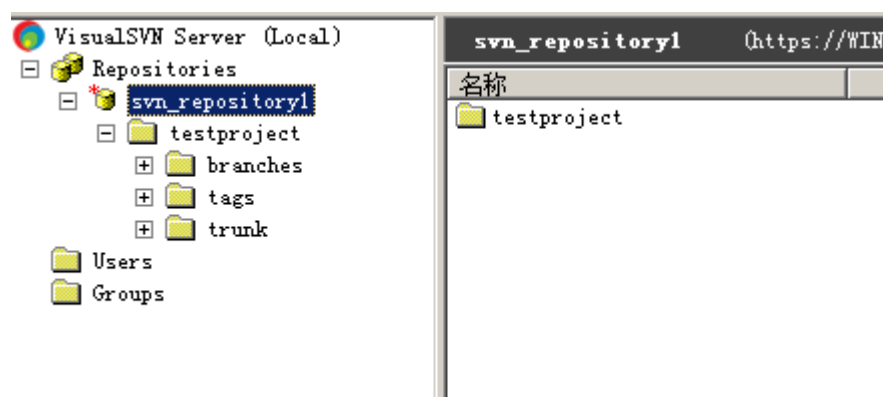 VisualSVN Server (Local)
Repositories
svn_repository1
testproject
branches
tags
trunk
Users
Groups
svn_repository1 (https://WIN
名称
testproject